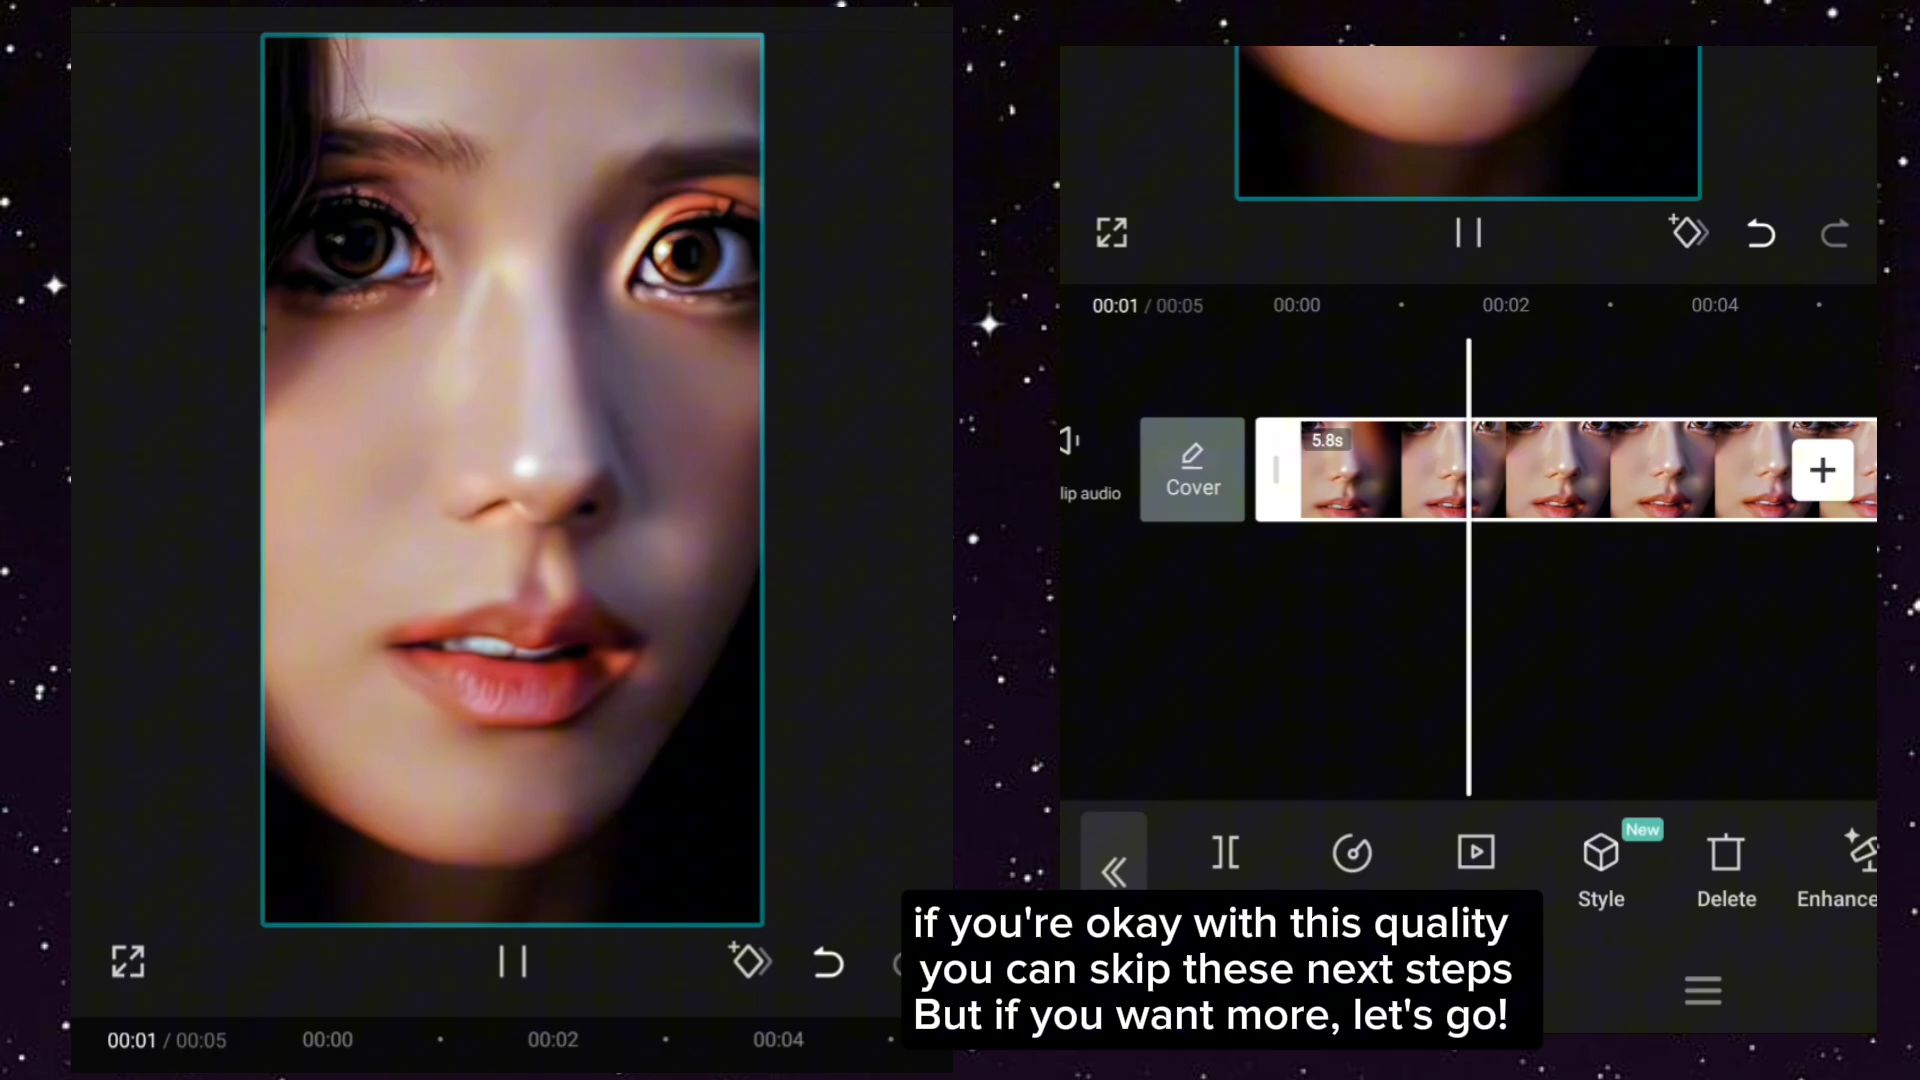 00:01 / 00:05
00:00
00:02
00:04
00:01 / 00:05
00:00
00:02
00:04
lip audio
Cover
5.8s
New
Style
Delete
Enhance
if you're okay with this quality
you can skip these next steps
But if you want more, let's go!